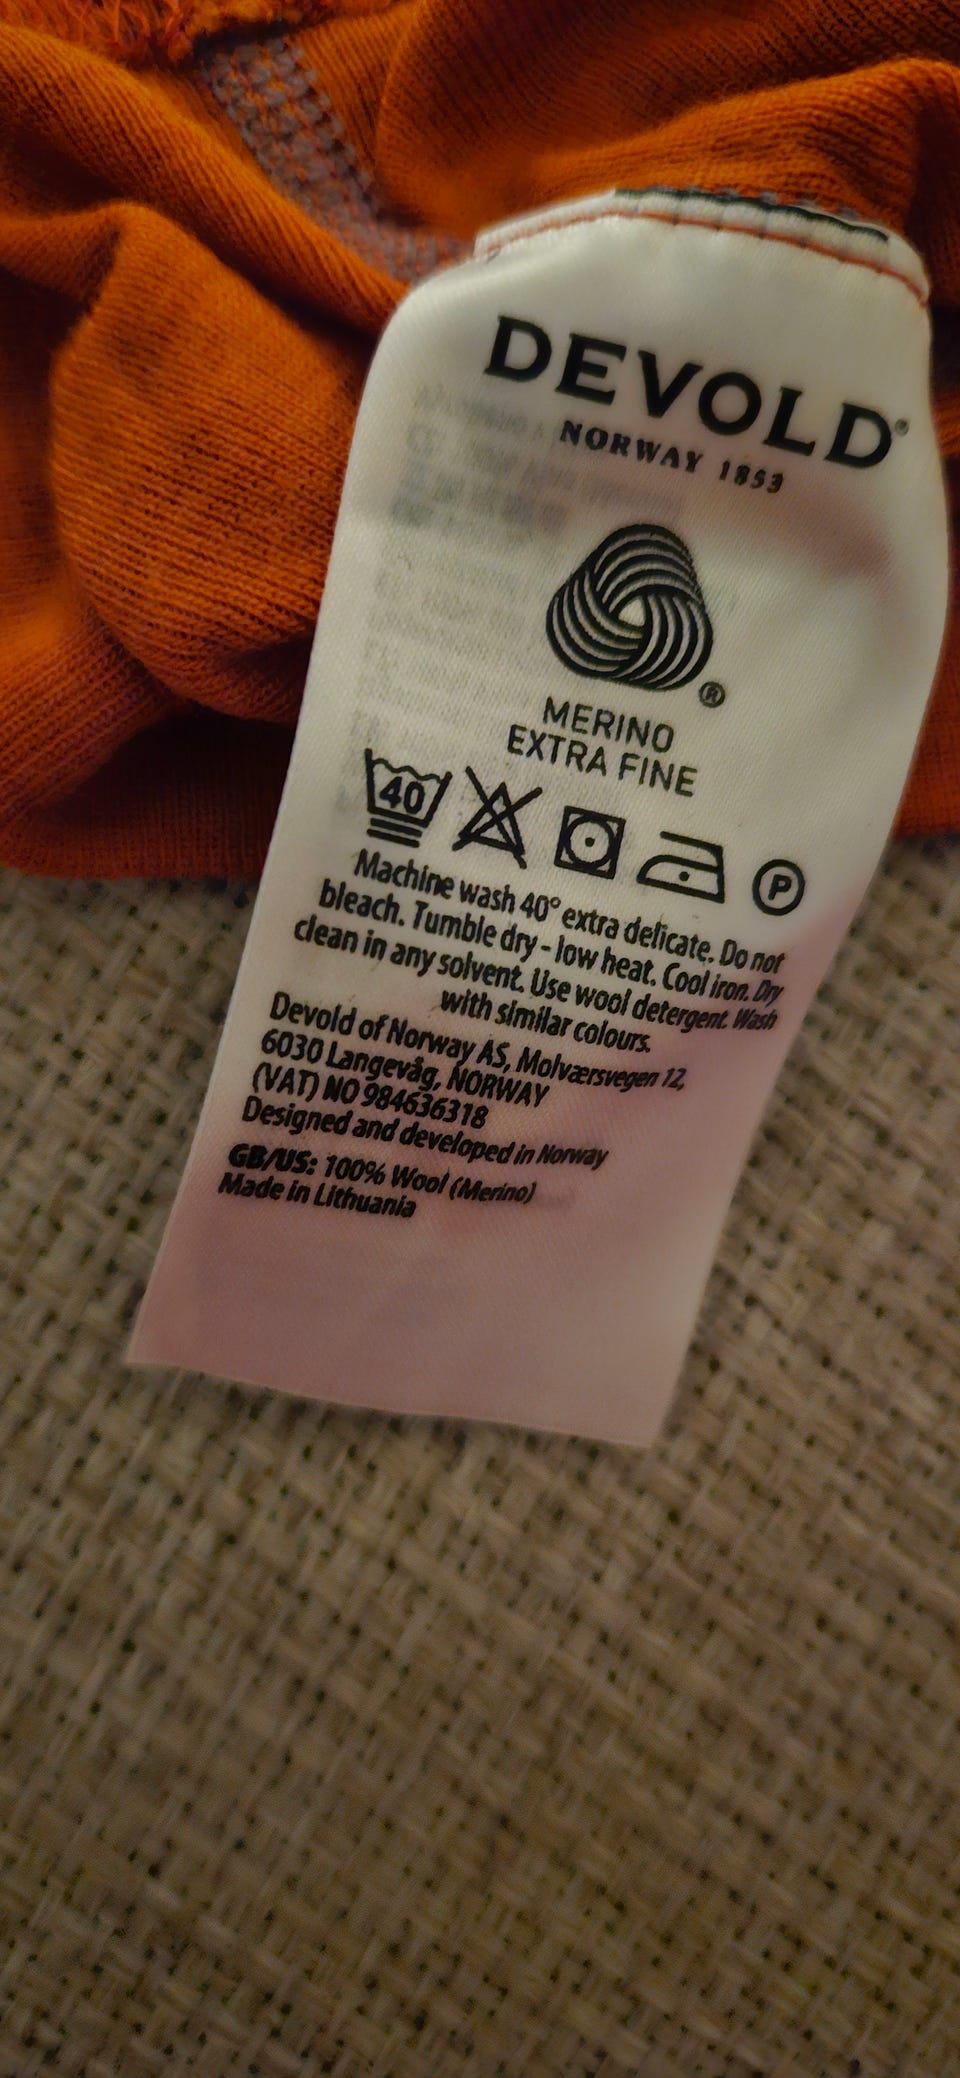 DEVOLD®
NORWAY 1853
®
MERINO
EXTRA FINE
40 P
Machine wash 40° extra delicate. Do not
bleach. Tumble dry - low heat. Cool iron. Dry
clean in any solvent. Use wool detergent. Wash
with similar colours.
Devold of Norway AS, Molværsvegen 12,
6030 Langevåg, NORWAY
(VAT) NO 984636318
Designed and developed in Norway
GB/US: 100% Wool (Merino)
Made in Lithuania